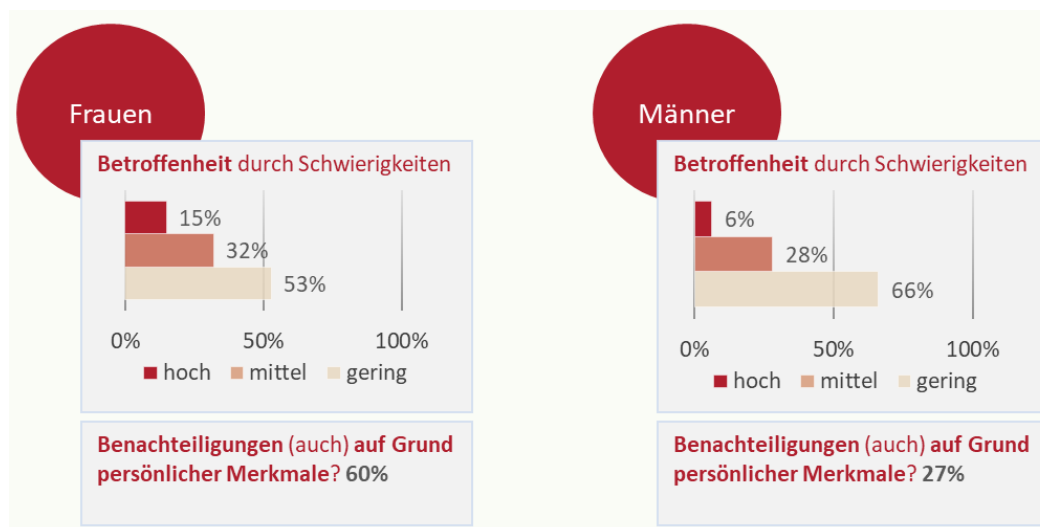 Frauen
Betroffenheit durch Schwierigkeiten
15%
32%
53%
0% 50% 100%
hoch mittel gering
Benachteiligungen (auch) auf Grund
persönlicher Merkmale? 60%
Männer
Betroffenheit durch Schwierigkeiten
6%
28%
66%
0% 50% 100%
hoch mittel gering
Benachteiligungen (auch) auf Grund
persönlicher Merkmale? 27%